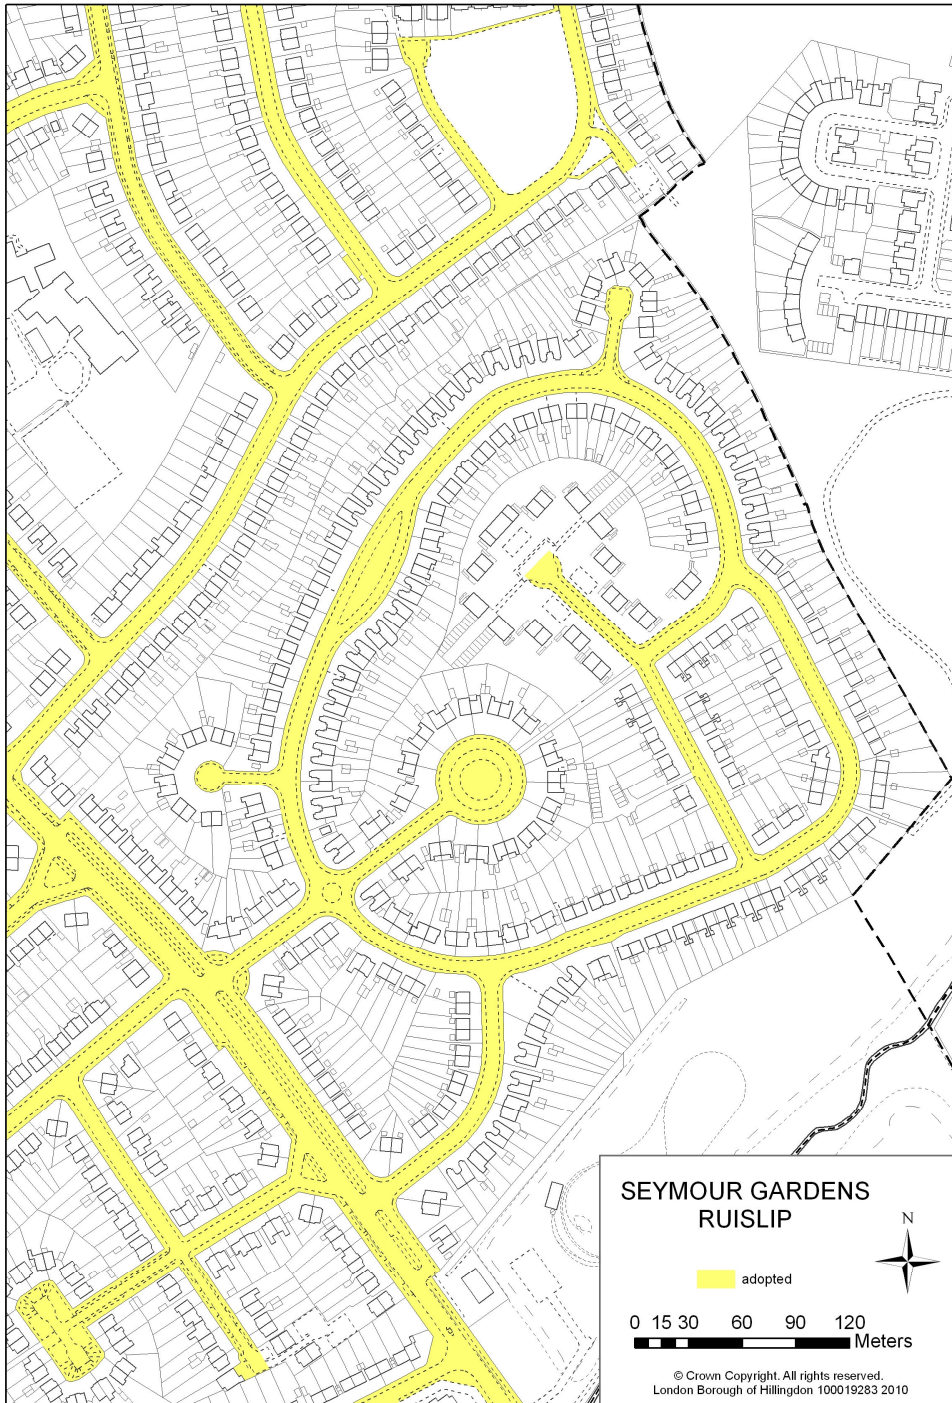 SEYMOUR GARDENS
RUISLIP
N
adopted
0 15 30 60 90 120
Meters
© Crown Copyright. All rights reserved.
London Borough of Hillingdon 100019283 2010